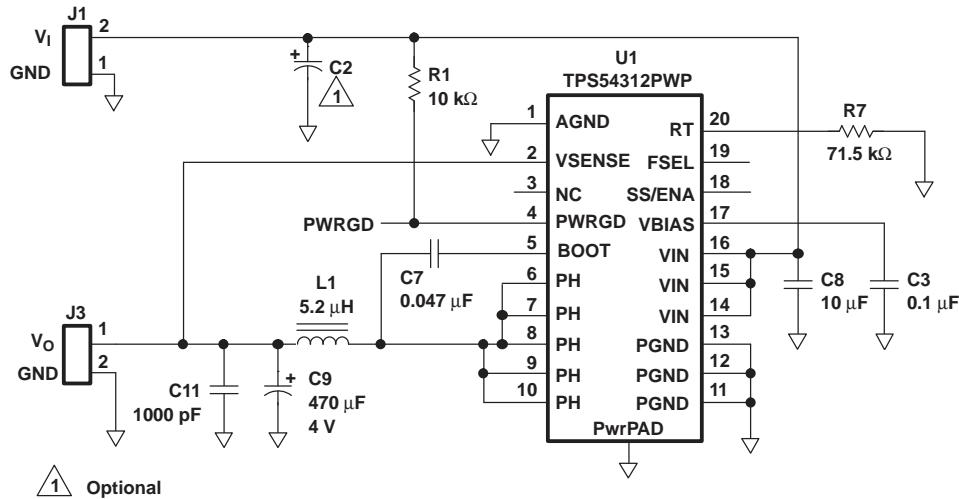 J1
V_I
2
GND
1
+
C2
1
R1
10 kΩ
U1
TPS54312PWP
1
AGND
2
VSENSE
3
NC
4
PWRGD
5
BOOT
6
PH
7
PH
8
PH
9
PH
10
PH
RT
20
FSEL
19
SS/ENA
18
VBIAS
17
VIN
16
VIN
15
VIN
14
PGND
13
PGND
12
PGND
11
PwrPAD
R7
71.5 kΩ
PWRGD
C7
0.047 μF
L1
5.2 μH
C8
10 μF
C3
0.1 μF
J3
V_O
1
GND
2
C11
1000 pF
+
C9
470 μF
4 V
1 Optional